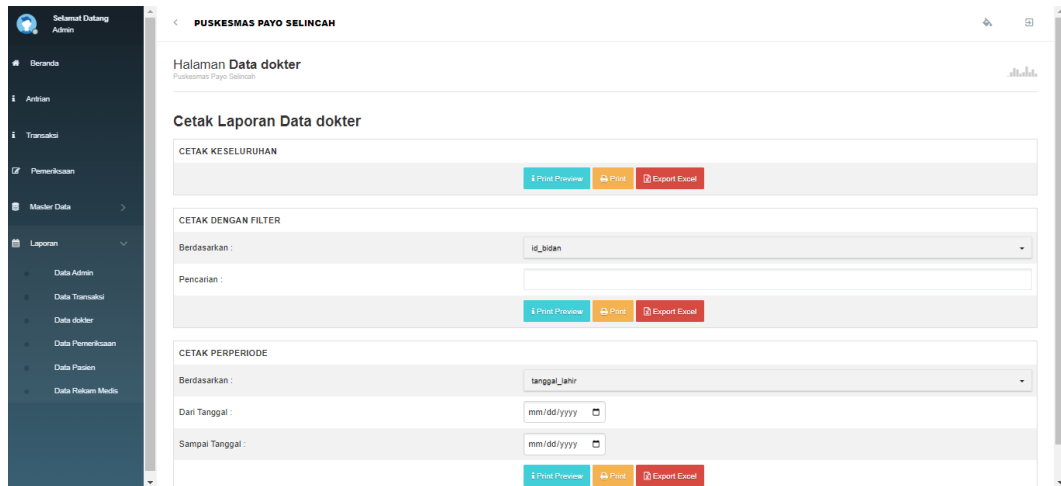 Selamat Datang
Admin
Beranda
Antrian
Transaksi
Pemeriksaan
Master Data
Laporan
Data Admin
Data Transaksi
Data dokter
Data Pemeriksaan
Data Pasien
Data Rekam Medis
PUSKESMAS PAYO SELINCAH
Halaman Data dokter
Puskesmas Payo Selincah
Cetak Laporan Data dokter
CETAK KESELURUHAN
Print Preview Print Export Excel
CETAK DENGAN FILTER
Berdasarkan : id_bidan
Pencarian :
Print Preview Print Export Excel
CETAK PERPERIODE
Berdasarkan : tanggal_lahir
Dari Tanggal : mm/dd/yyyy
Sampai Tanggal : mm/dd/yyyy
Print Preview Print Export Excel